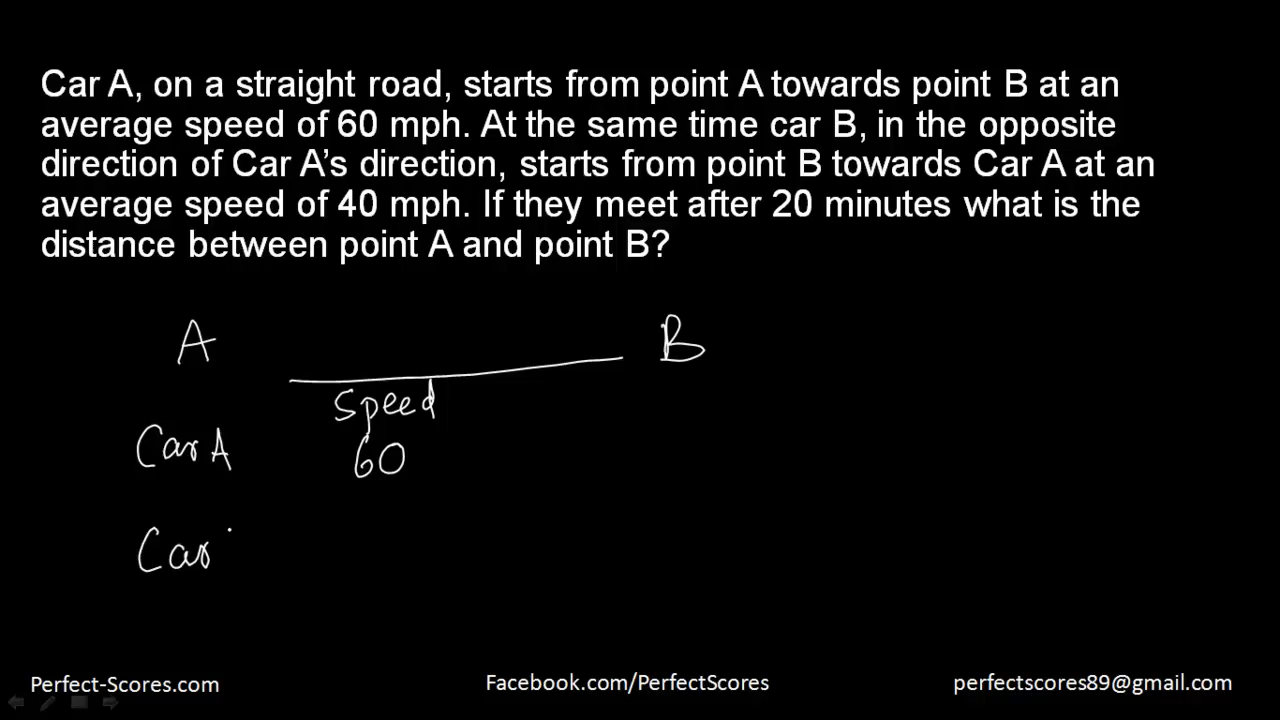 Car A, on a straight road, starts from point A towards point B at an
average speed of 60 mph. At the same time car B, in the opposite
direction of Car A’s direction, starts from point B towards Car A at an
average speed of 40 mph. If they meet after 20 minutes what is the
distance between point A and point B?
A B
Speed
Car A 60
Car
Perfect-Scores.com Facebook.com/PerfectScores perfectscores89@gmail.com